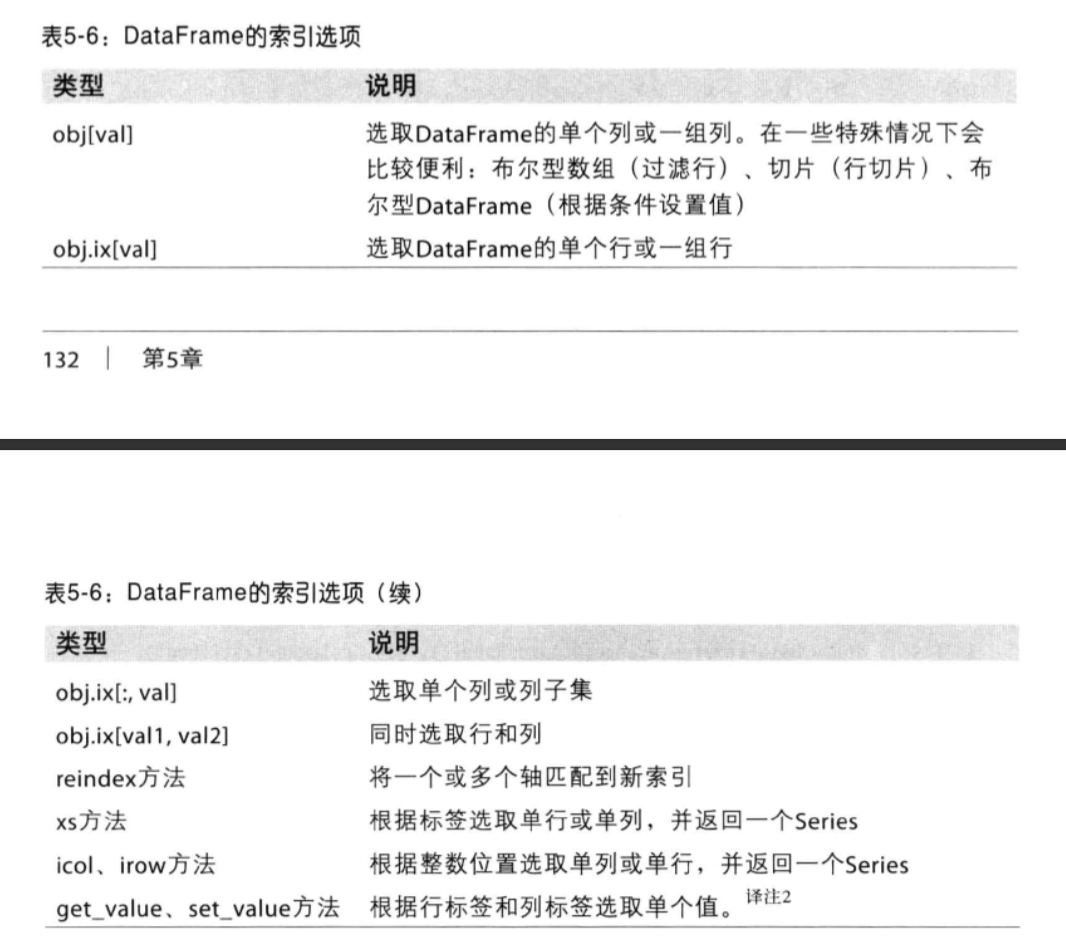 表5-6：DataFrame的索引选项
类型 说明
obj[val] 选取DataFrame的单个列或一组列。在一些特殊情况下会
比较便利：布尔型数组（过滤行）、切片（行切片）、布
尔型DataFrame（根据条件设置值）
obj.ix[val] 选取DataFrame的单个行或一组行
132 | 第5章
表5-6：DataFrame的索引选项（续）
类型 说明
obj.ix[:, val] 选取单个列或列子集
obj.ix[val1, val2] 同时选取行和列
reindex方法 将一个或多个轴匹配到新索引
xs方法 根据标签选取单行或单列，并返回一个Series
icol、irow方法 根据整数位置选取单列或单行，并返回一个Series
get_value、set_value方法 根据行标签和列标签选取单个值。译注2